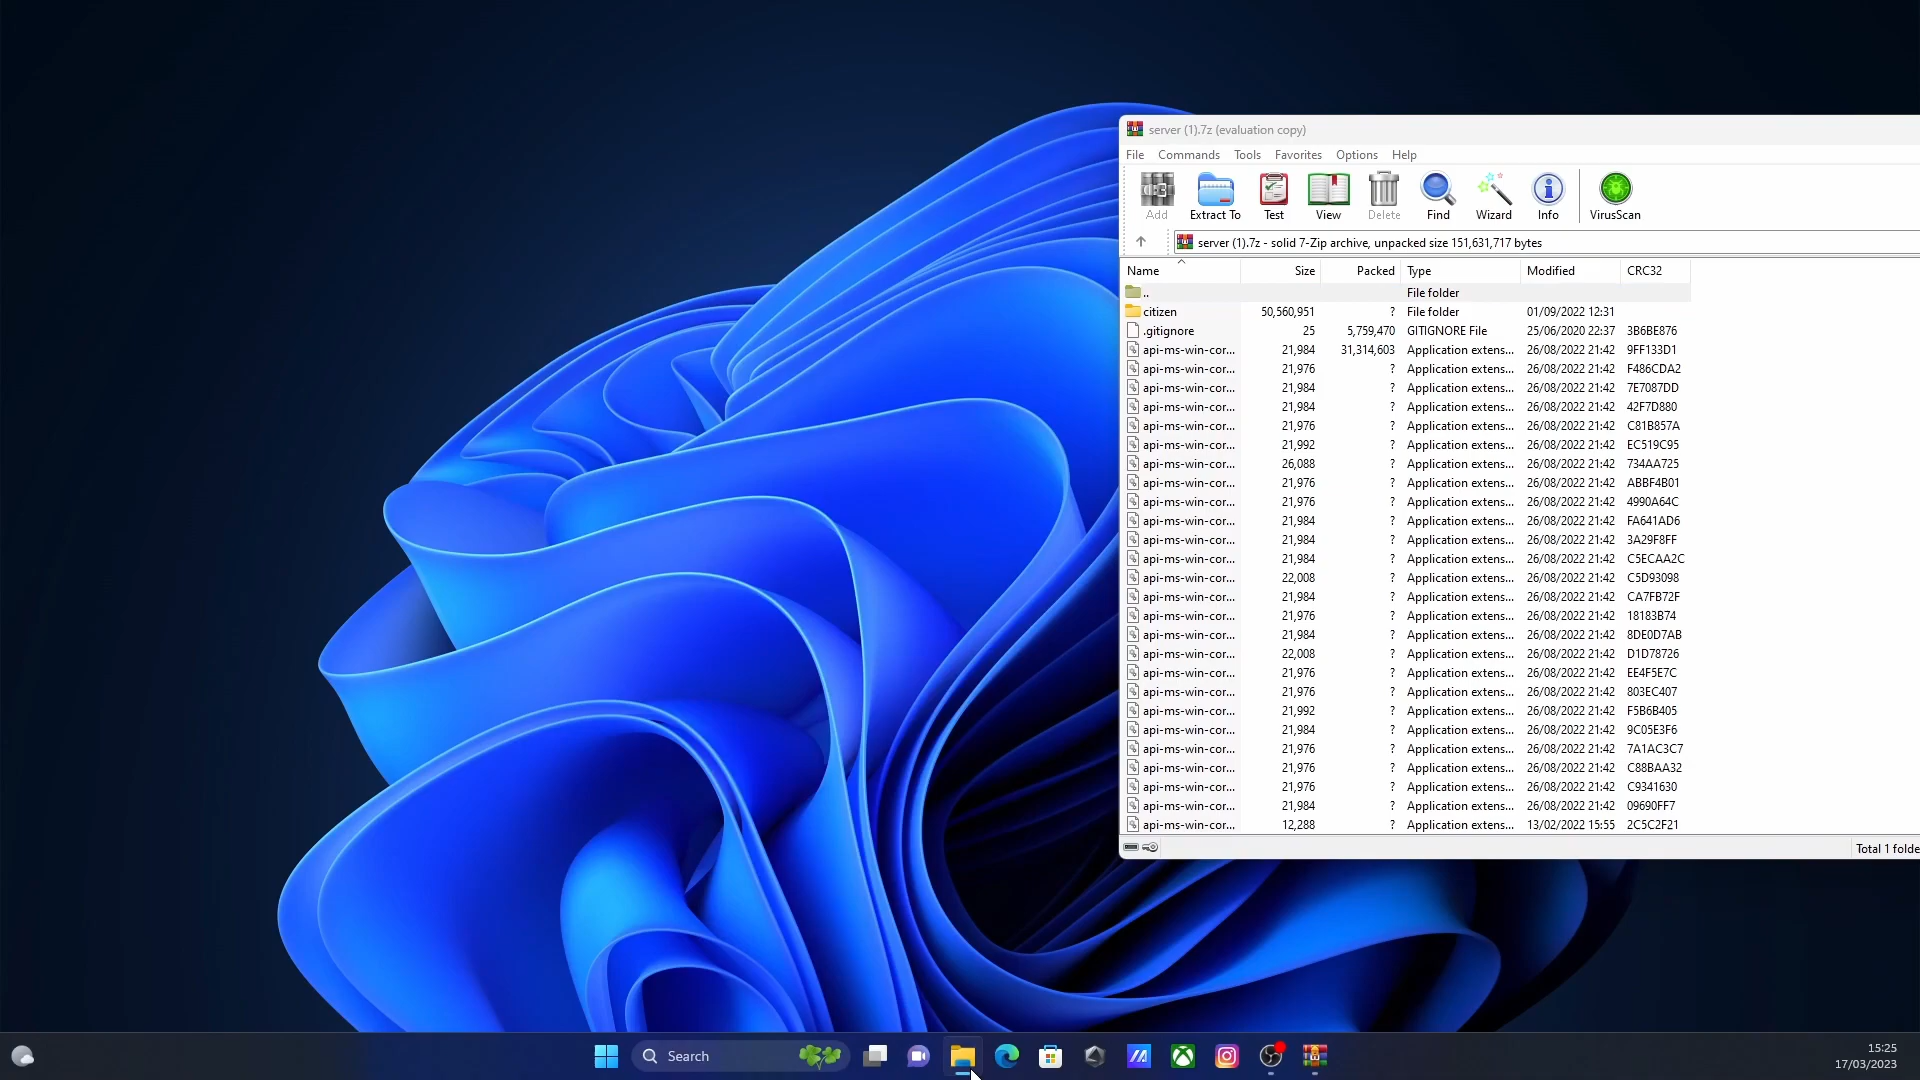 server (1).7z (evaluation copy)
File Commands Tools Favorites Options Help
Add Extract To Test View Delete Find Wizard Info VirusScan
server (1).7z - solid 7-Zip archive, unpacked size 151,631,717 bytes
Name Size Packed Type Modified CRC32
.. File folder
citizen 50,560,951 ? File folder 01/09/2022 12:31
.gitignore 25 5,759,470 GITIGNORE File 25/06/2020 22:37 3B6BE876
api-ms-win-cor... 21,984 31,314,603 Application extens... 26/08/2022 21:42 9FF133D1
api-ms-win-cor... 21,976 ? Application extens... 26/08/2022 21:42 F486CDA2
api-ms-win-cor... 21,984 ? Application extens... 26/08/2022 21:42 7E7087DD
api-ms-win-cor... 21,984 ? Application extens... 26/08/2022 21:42 42F7D880
api-ms-win-cor... 21,976 ? Application extens... 26/08/2022 21:42 C81B857A
api-ms-win-cor... 21,992 ? Application extens... 26/08/2022 21:42 EC519C95
api-ms-win-cor... 26,088 ? Application extens... 26/08/2022 21:42 734AA725
api-ms-win-cor... 21,976 ? Application extens... 26/08/2022 21:42 ABBF4B01
api-ms-win-cor... 21,976 ? Application extens... 26/08/2022 21:42 4990A64C
api-ms-win-cor... 21,984 ? Application extens... 26/08/2022 21:42 FA641AD6
api-ms-win-cor... 21,984 ? Application extens... 26/08/2022 21:42 3A29F8FF
api-ms-win-cor... 21,984 ? Application extens... 26/08/2022 21:42 C5ECAA2C
api-ms-win-cor... 22,008 ? Application extens... 26/08/2022 21:42 C5D93098
api-ms-win-cor... 21,984 ? Application extens... 26/08/2022 21:42 CA7FB72F
api-ms-win-cor... 21,976 ? Application extens... 26/08/2022 21:42 18183B74
api-ms-win-cor... 21,984 ? Application extens... 26/08/2022 21:42 8DE0D7AB
api-ms-win-cor... 22,008 ? Application extens... 26/08/2022 21:42 D1D78726
api-ms-win-cor... 21,976 ? Application extens... 26/08/2022 21:42 EE4F5E7C
api-ms-win-cor... 21,976 ? Application extens... 26/08/2022 21:42 803EC407
api-ms-win-cor... 21,992 ? Application extens... 26/08/2022 21:42 F5B6B405
api-ms-win-cor... 21,984 ? Application extens... 26/08/2022 21:42 9C05E3F6
api-ms-win-cor... 21,976 ? Application extens... 26/08/2022 21:42 7A1AC3C7
api-ms-win-cor... 21,976 ? Application extens... 26/08/2022 21:42 C88BAA32
api-ms-win-cor... 21,976 ? Application extens... 26/08/2022 21:42 C9341630
api-ms-win-cor... 21,984 ? Application extens... 26/08/2022 21:42 09690FF7
api-ms-win-cor... 12,288 ? Application extens... 13/02/2022 15:55 2C5C2F21
Total 1 folde
Search
15:25
17/03/2023